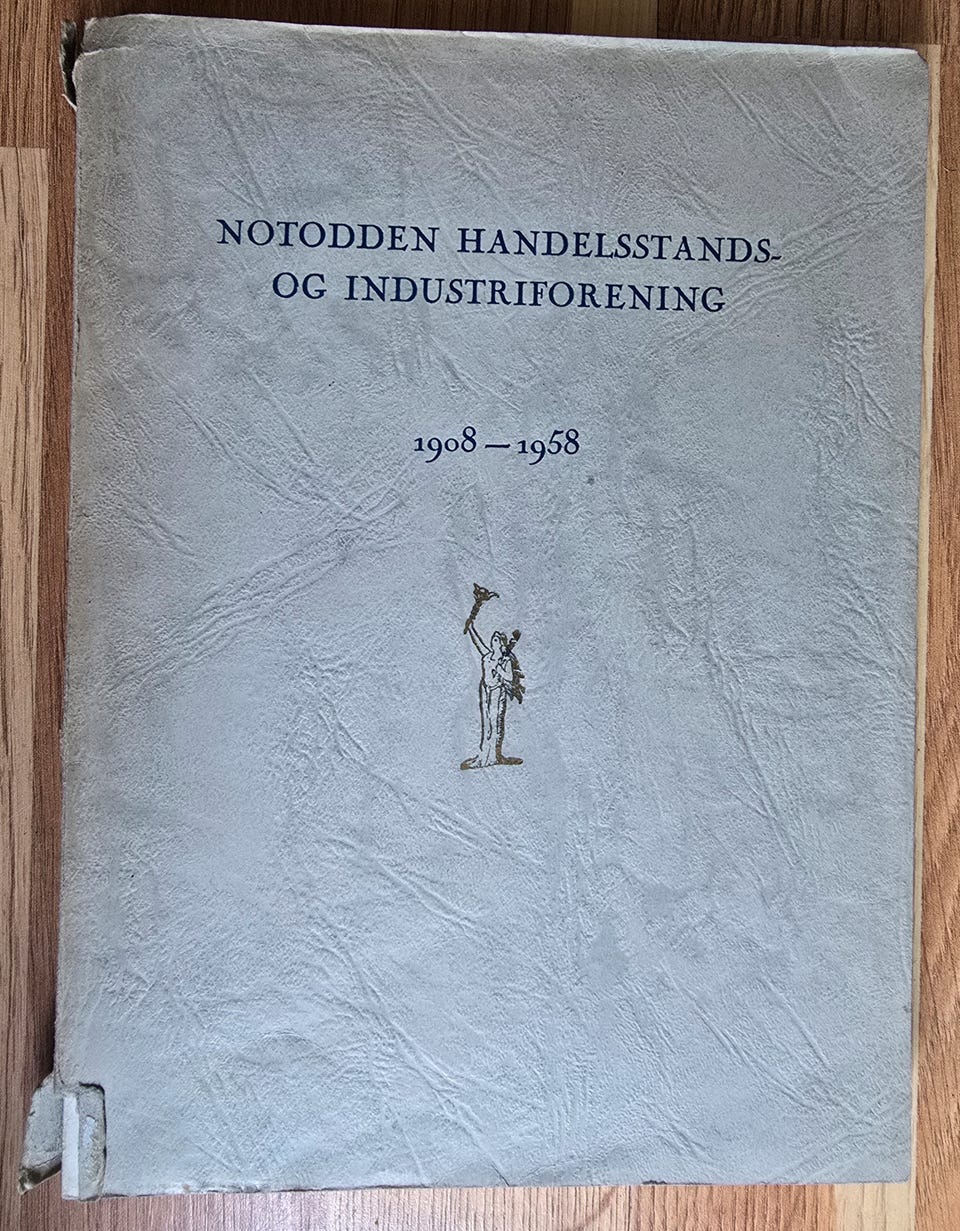 NOTODDEN HANDELSSTANDS-
OG INDUSTRIFORENING
1908 — 1958